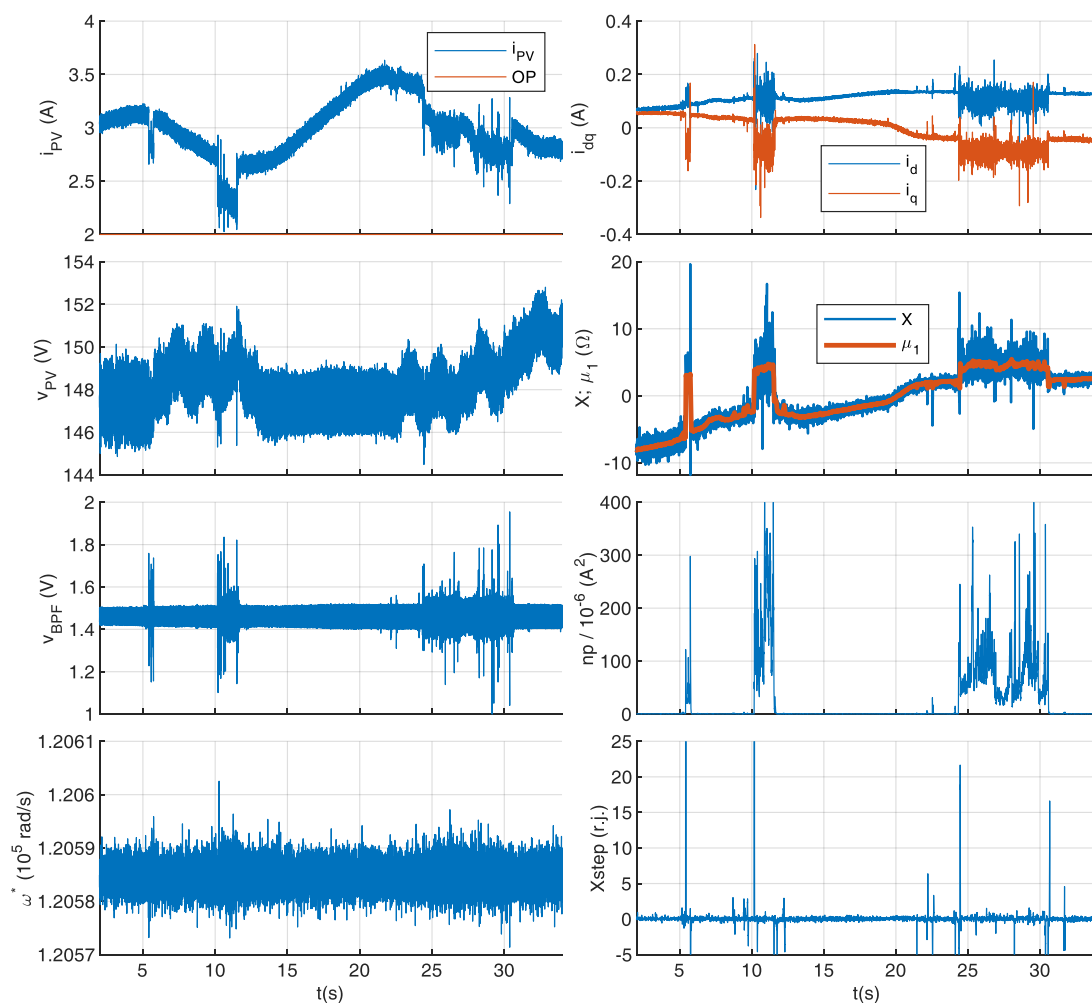 4
3.5
3
2.5
2
i_PV (A)
i_PV
OP
0.4
0.2
0
-0.2
-0.4
i_dq (A)
i_d
i_q
154
152
150
148
146
144
v_PV (V)
20
10
0
-10
X; μ_1 (Ω)
X
μ_1
2
1.8
1.6
1.4
1.2
1
v_BPF (V)
400
300
200
100
0
np / 10^-6 (A^2)
1.2061
1.206
1.2059
1.2058
1.2057
ω* (10^5 rad/s)
5 10 15 20 25 30
t(s)
25
20
15
10
5
0
-5
Xstep (r.j.)
5 10 15 20 25 30
t(s)